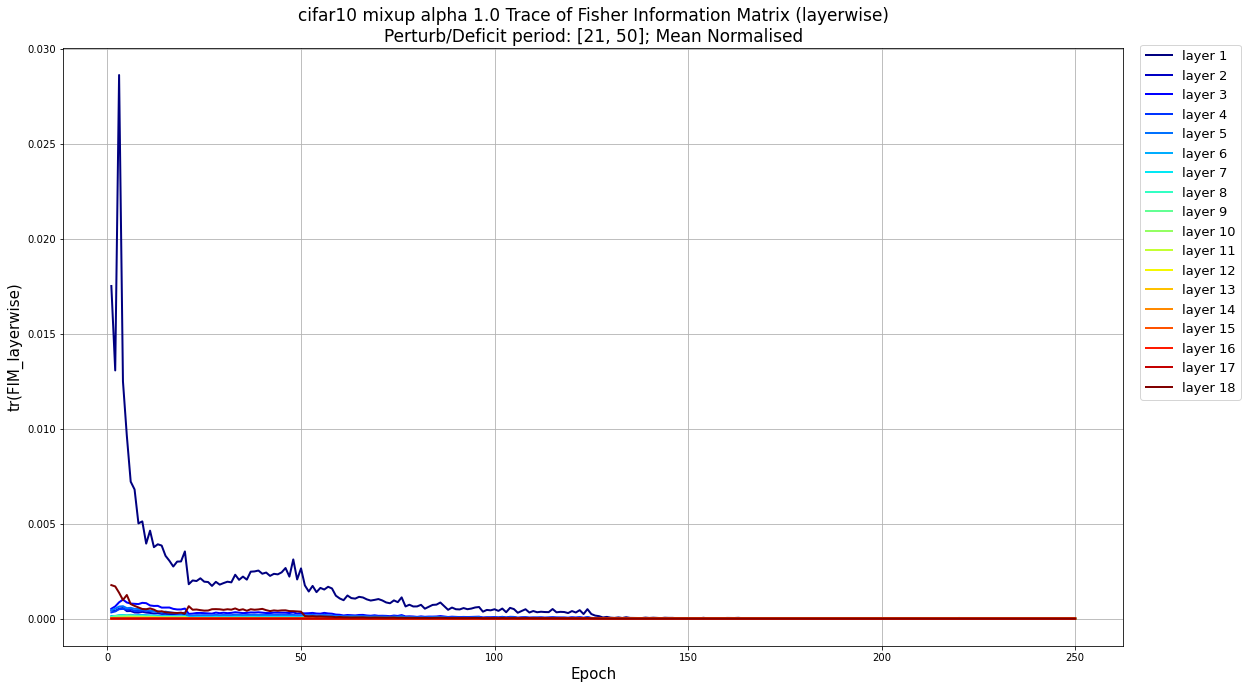 cifar10 mixup alpha 1.0 Trace of Fisher Information Matrix (layerwise)
Perturb/Deficit period: [21, 50]; Mean Normalised
0.030
0.025
0.020
0.015
0.010
0.005
0.000
tr(FIM_layerwise)
0
50
100
150
200
250
Epoch
layer 1
layer 2
layer 3
layer 4
layer 5
layer 6
layer 7
layer 8
layer 9
layer 10
layer 11
layer 12
layer 13
layer 14
layer 15
layer 16
layer 17
layer 18